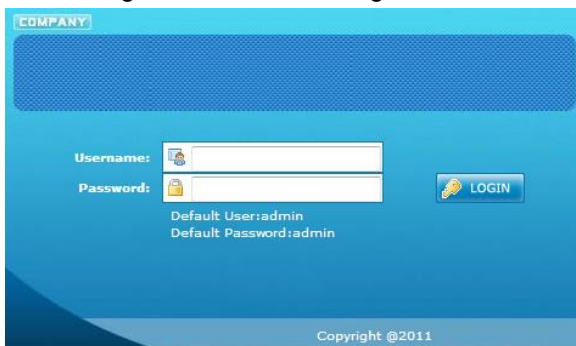 COMPANY
Username:
Password:
LOGIN
Default User:admin
Default Password:admin
Copyright @2011